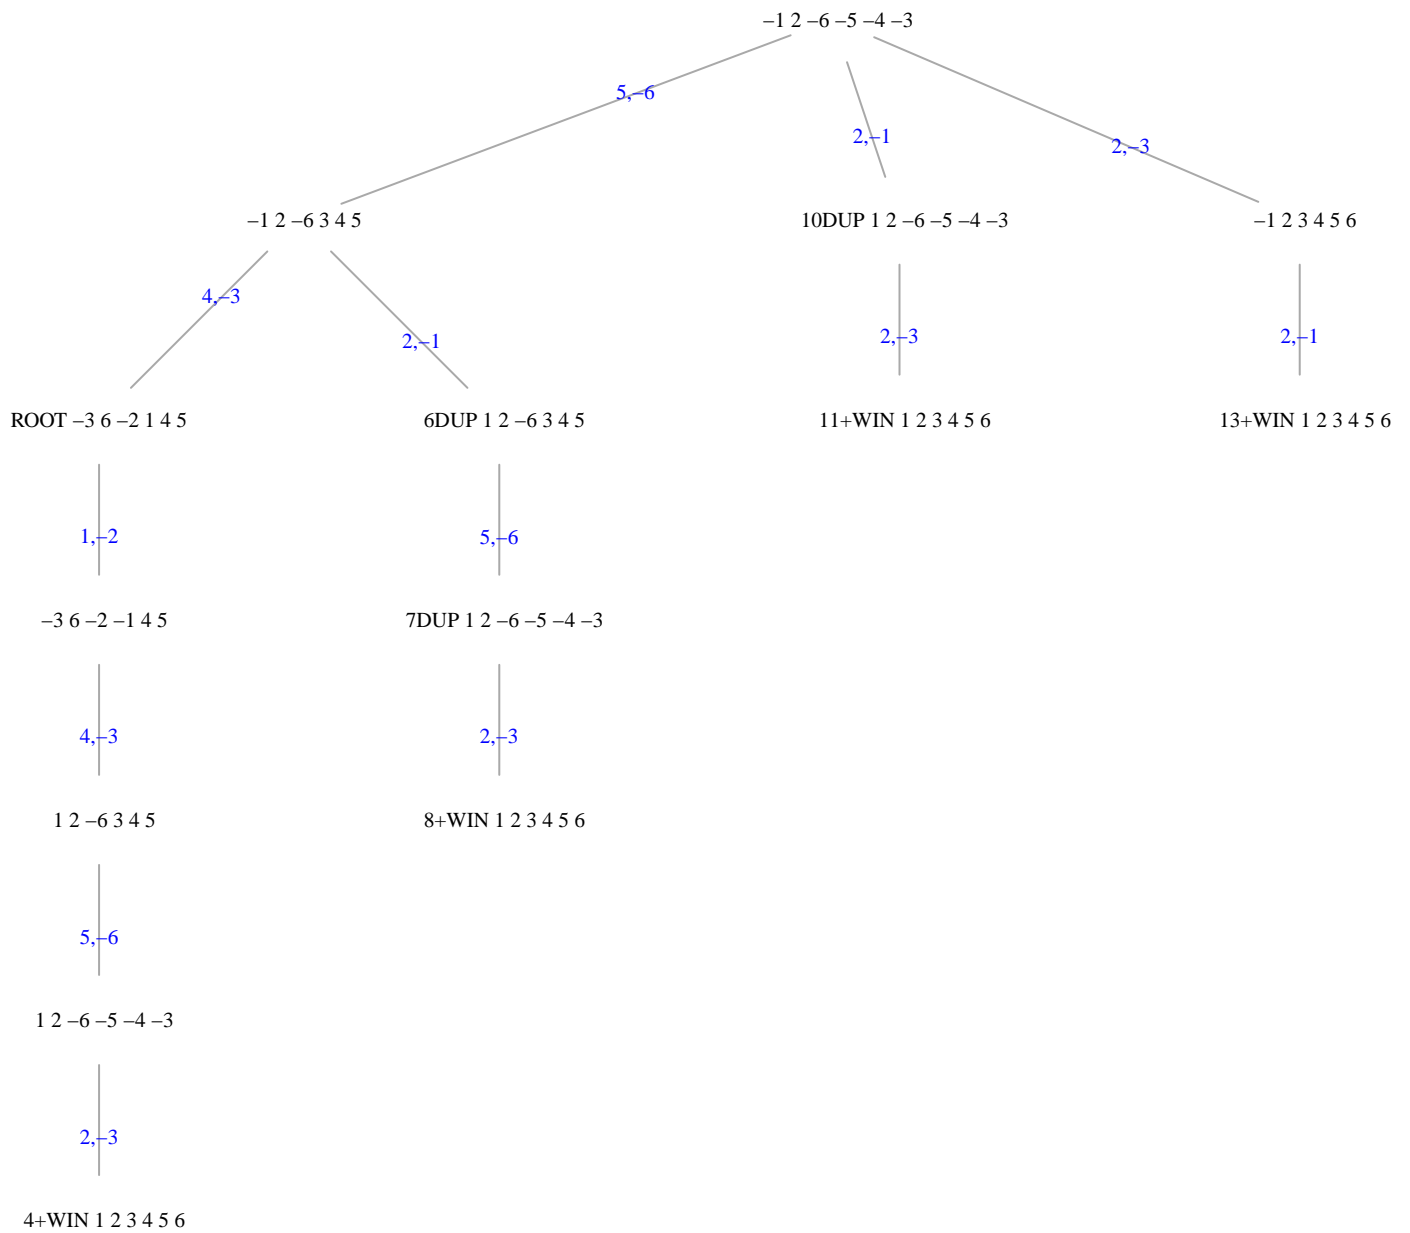 –1 2 –6 –5 –4 –3
5,–6
2,–1
2,–3
–1 2 –6 3 4 5
10DUP 1 2 –6 –5 –4 –3
–1 2 3 4 5 6
4,–3
2,–1
2,–3
2,–1
ROOT –3 6 –2 1 4 5
6DUP 1 2 –6 3 4 5
11+WIN 1 2 3 4 5 6
13+WIN 1 2 3 4 5 6
1,–2
5,–6
–3 6 –2 –1 4 5
7DUP 1 2 –6 –5 –4 –3
4,–3
2,–3
1 2 –6 3 4 5
8+WIN 1 2 3 4 5 6
5,–6
1 2 –6 –5 –4 –3
2,–3
4+WIN 1 2 3 4 5 6